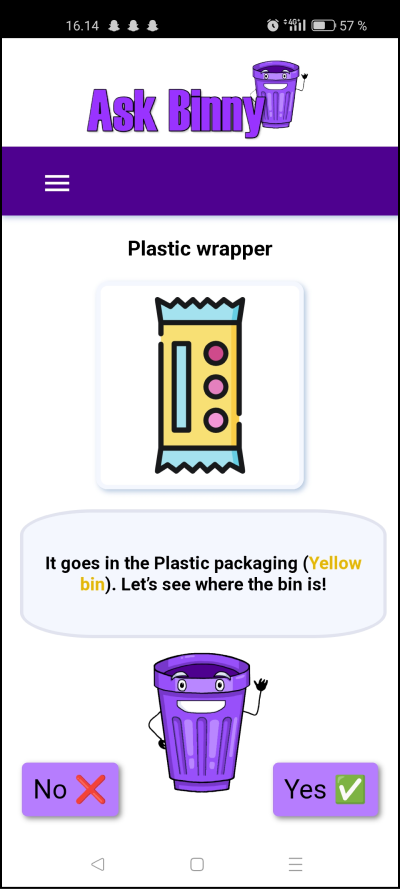 16.14 4G 57 %
Ask Binny
Plastic wrapper
It goes in the Plastic packaging (Yellow
bin). Let’s see where the bin is!
No ❌ Yes ✅